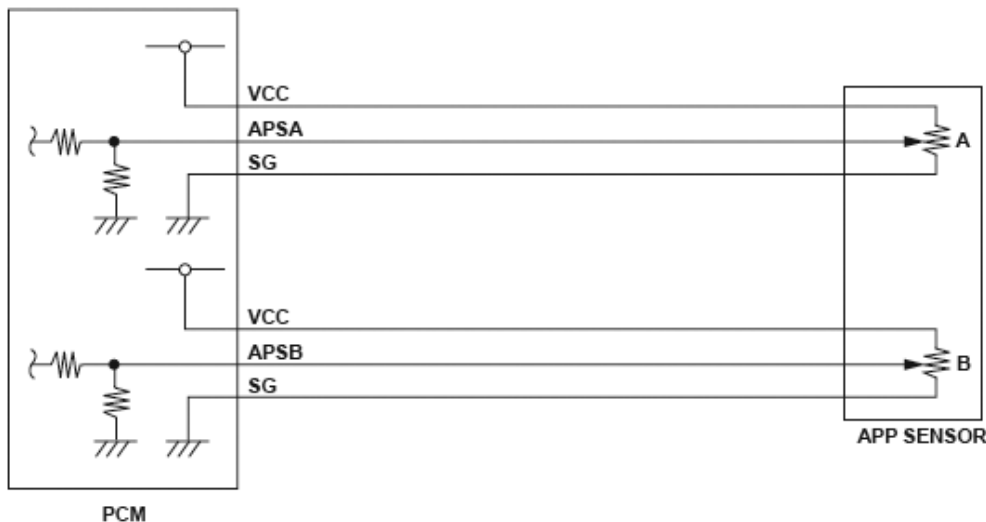 VCC
APSA
A
SG
VCC
APSB
B
SG
APP SENSOR
PCM